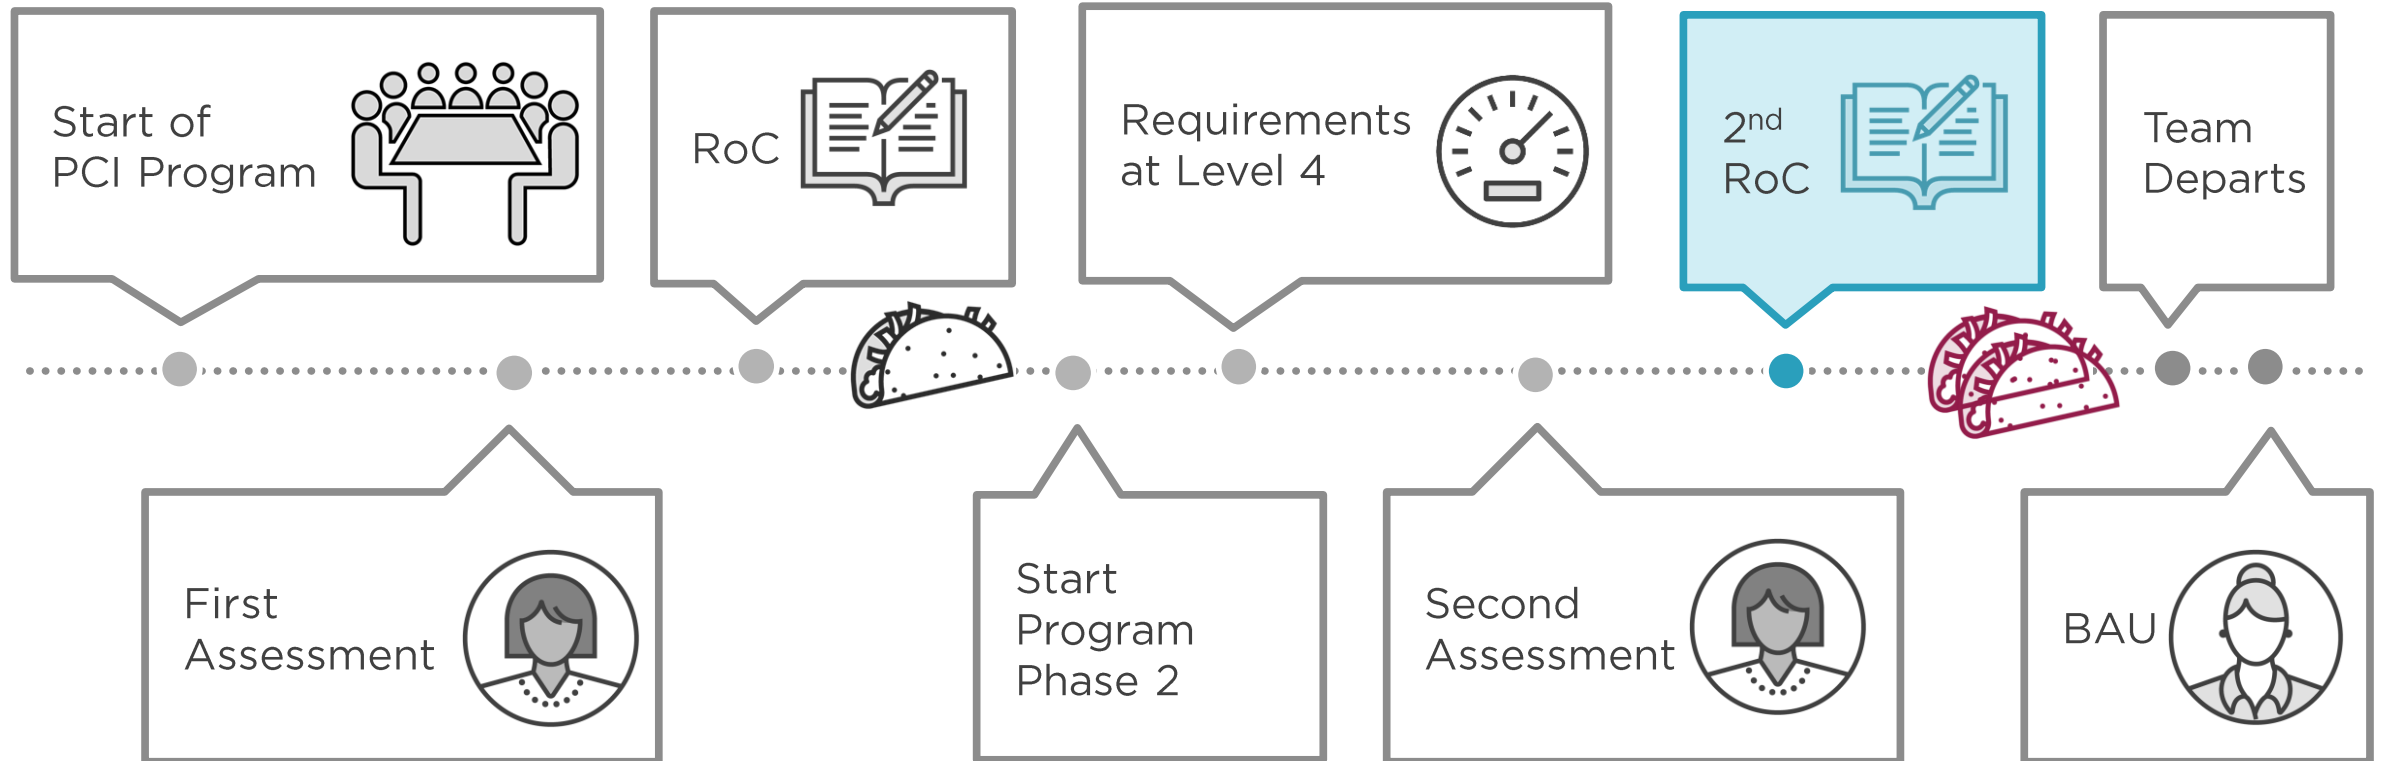 Start of
PCI Program
RoC
Requirements
at Level 4
2nd
RoC
Team
Departs
First
Assessment
Start
Program
Phase 2
Second
Assessment
BAU